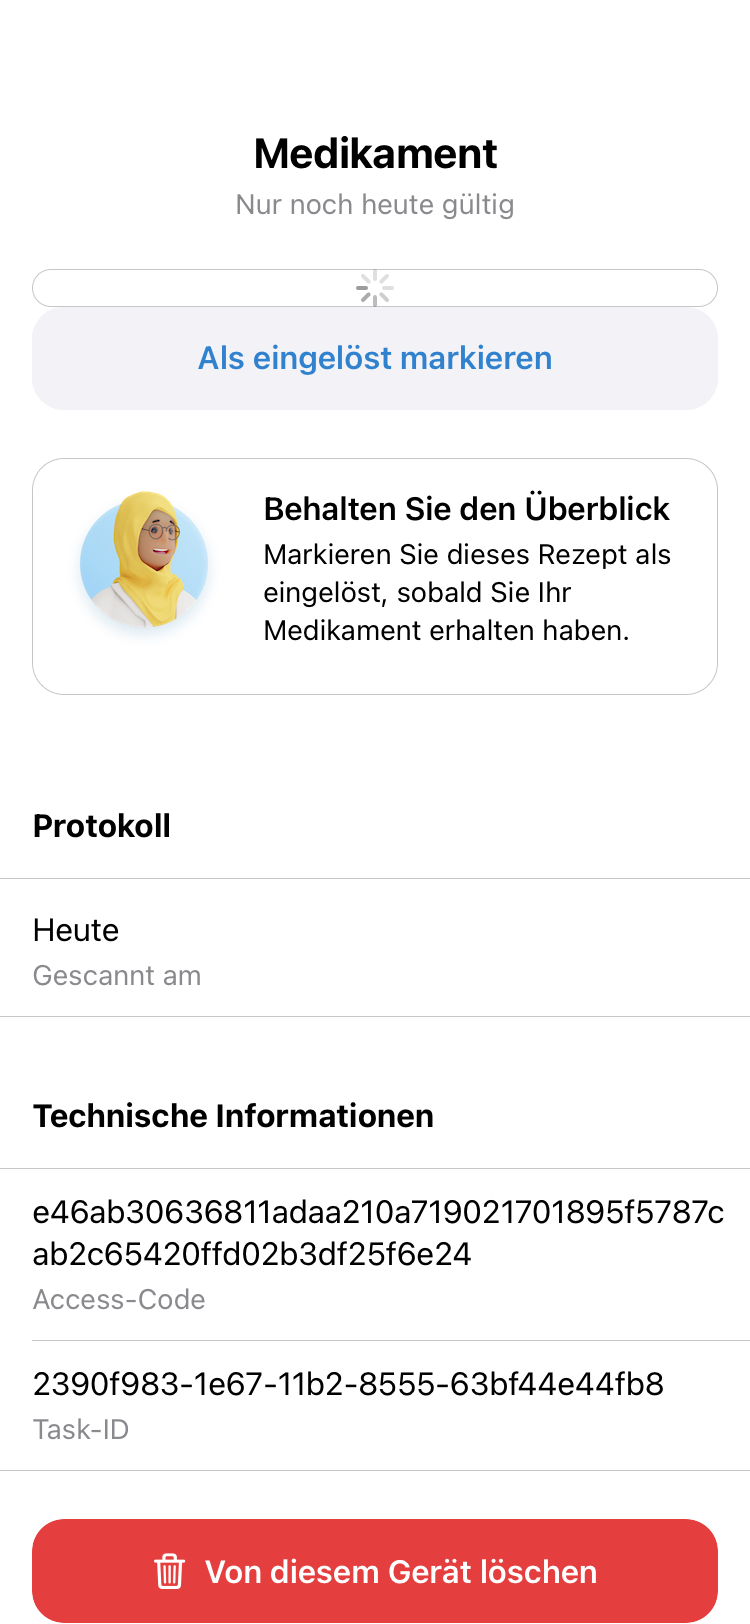 Medikament
Nur noch heute gültig
Als eingelöst markieren
Behalten Sie den Überblick
Markieren Sie dieses Rezept als
eingelöst, sobald Sie Ihr
Medikament erhalten haben.
Protokoll
Heute
Gescannt am
Technische Informationen
e46ab30636811adaa210a719021701895f5787c
ab2c65420ffd02b3df25f6e24
Access-Code
2390f983-1e67-11b2-8555-63bf44e44fb8
Task-ID
Von diesem Gerät löschen